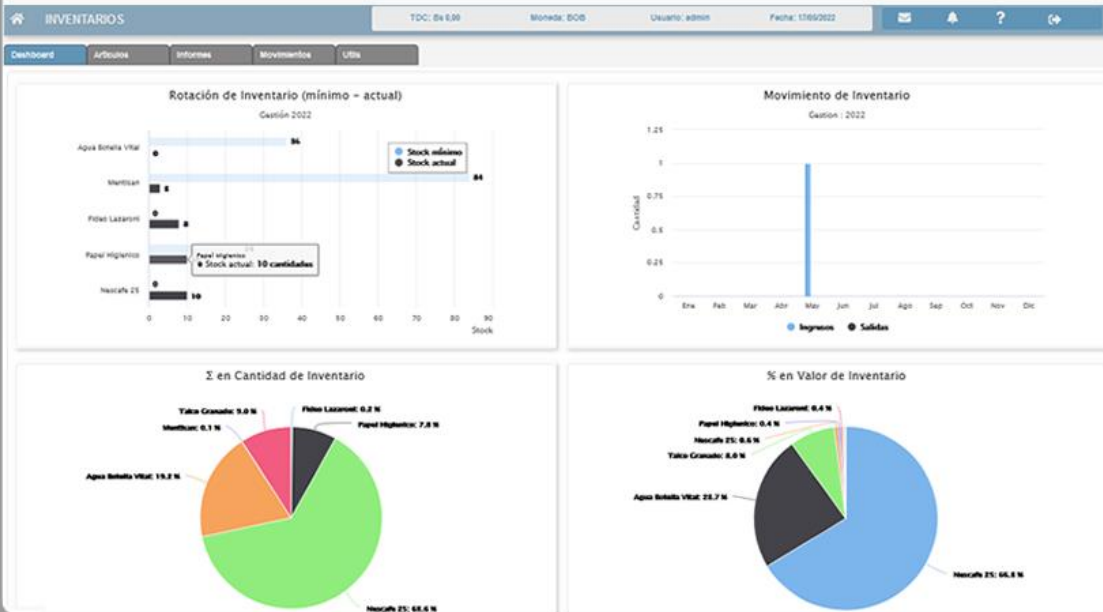 INVENTARIOS TDC: Bs 0,00 Moneda: BOB Usuario: admin Fecha: 17/05/2022 ?
Dashboard Artículos Informes Movimientos Utils
Rotación de Inventario (mínimo – actual)
Gestión 2022
Agua Botella Vital
Mentisan
Fideo Lazaroni
Papel Higienico
Nescafe 25
36
0
84
0
8
0
10
Stock mínimo
Stock actual
Papel Higienico
Stock actual: 10 cantidades
0 10 20 30 40 50 60 70 80 90
Stock
Movimiento de Inventario
Gestion : 2022
Cantidad
1.25
1
0.75
0.5
0.25
0
Ene Feb Mar Abr May Jun Jul Ago Sep Oct Nov Dic
Ingresos Salidas
Σ en Cantidad de Inventario
Fideo Lazaroni: 0.2 %
Talco Granado: 9.0 %
Papel Higienico: 7.8 %
Mentisan: 0.1 %
Agua Botella Vital: 19.2 %
Nescafe 25:
% en Valor de Inventario
Fideo Lazaroni: 0.4 %
Papel Higienico: 0.4 %
Nescafe 25: 0.6 %
Talco Granado: 8.0 %
Agua Botella Vital:
Nescafe 25: 66.8 %